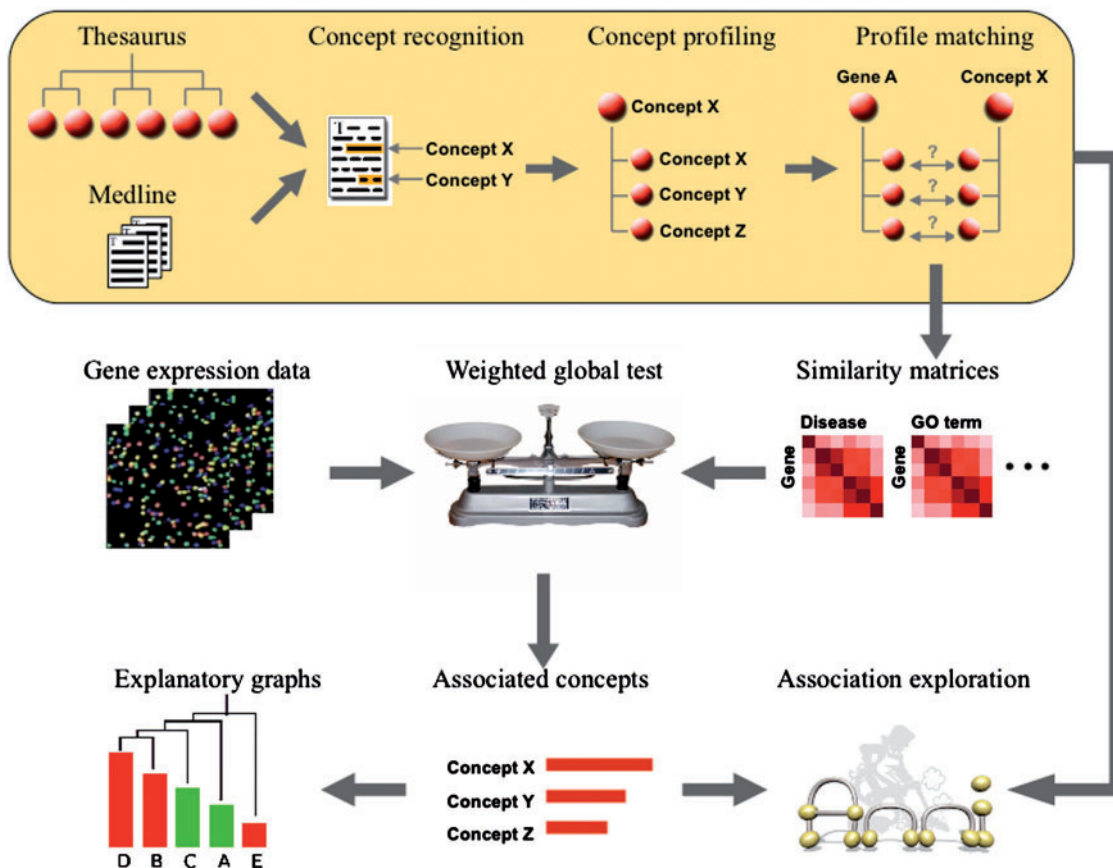 Thesaurus
Concept recognition
Concept profiling
Profile matching
Gene A
Concept X
Concept X
Concept X
Concept Y
Concept X
Concept Y
Concept Z
?
?
?
Medline
T
T
Gene expression data
Weighted global test
Similarity matrices
Disease
GO term
Gene
Gene
Explanatory graphs
Associated concepts
Association exploration
Concept X
Concept Y
Concept Z
D B C A E